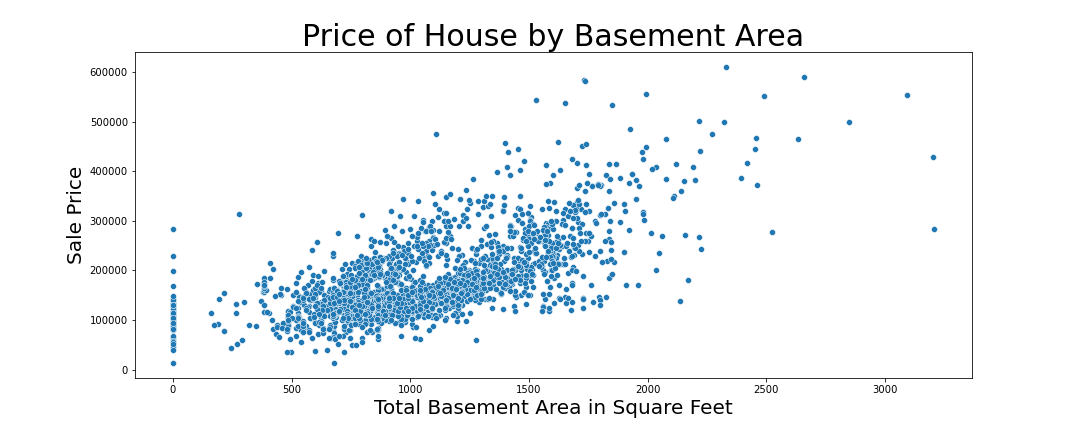 Price of House by Basement Area
600000
500000
400000
300000
200000
100000
0
Sale Price
0 500 1000 1500 2000 2500 3000
Total Basement Area in Square Feet